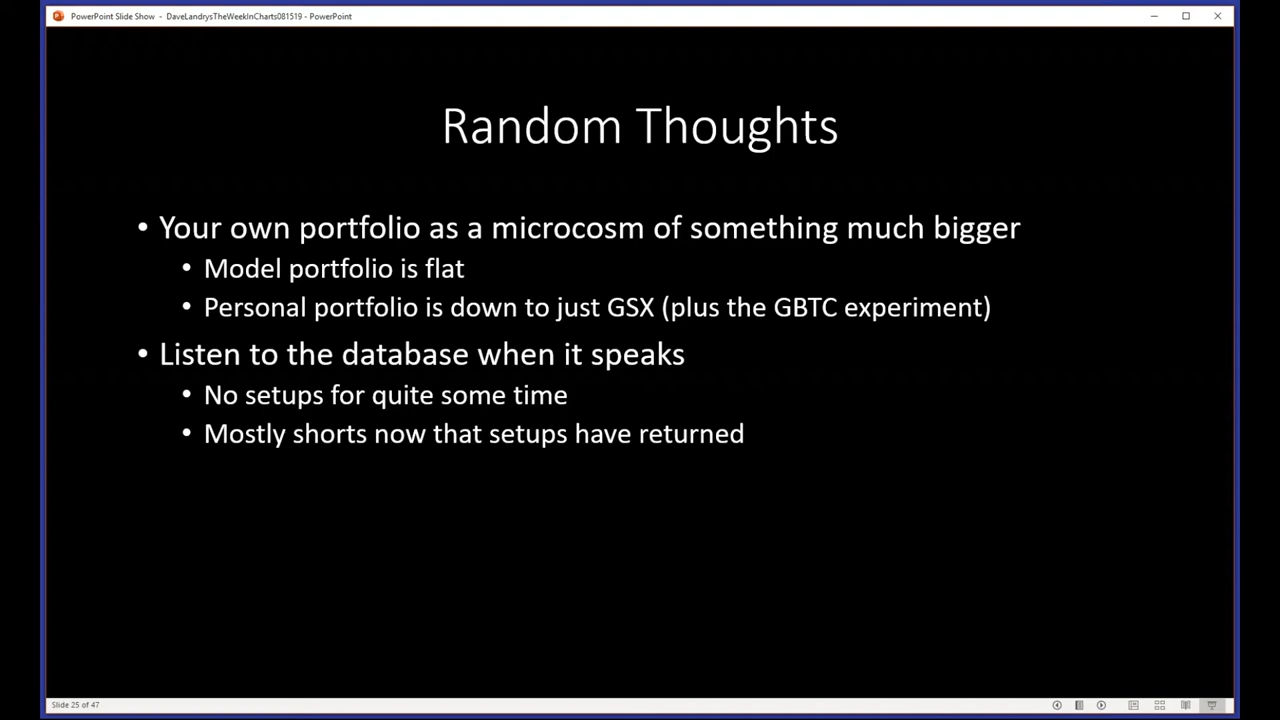 PowerPoint Slide Show - DaveLandrysTheWeekInCharts081519 - PowerPoint
Random Thoughts
• Your own portfolio as a microcosm of something much bigger
• Model portfolio is flat
• Personal portfolio is down to just GSX (plus the GBTC experiment)
• Listen to the database when it speaks
• No setups for quite some time
• Mostly shorts now that setups have returned
Slide 25 of 47